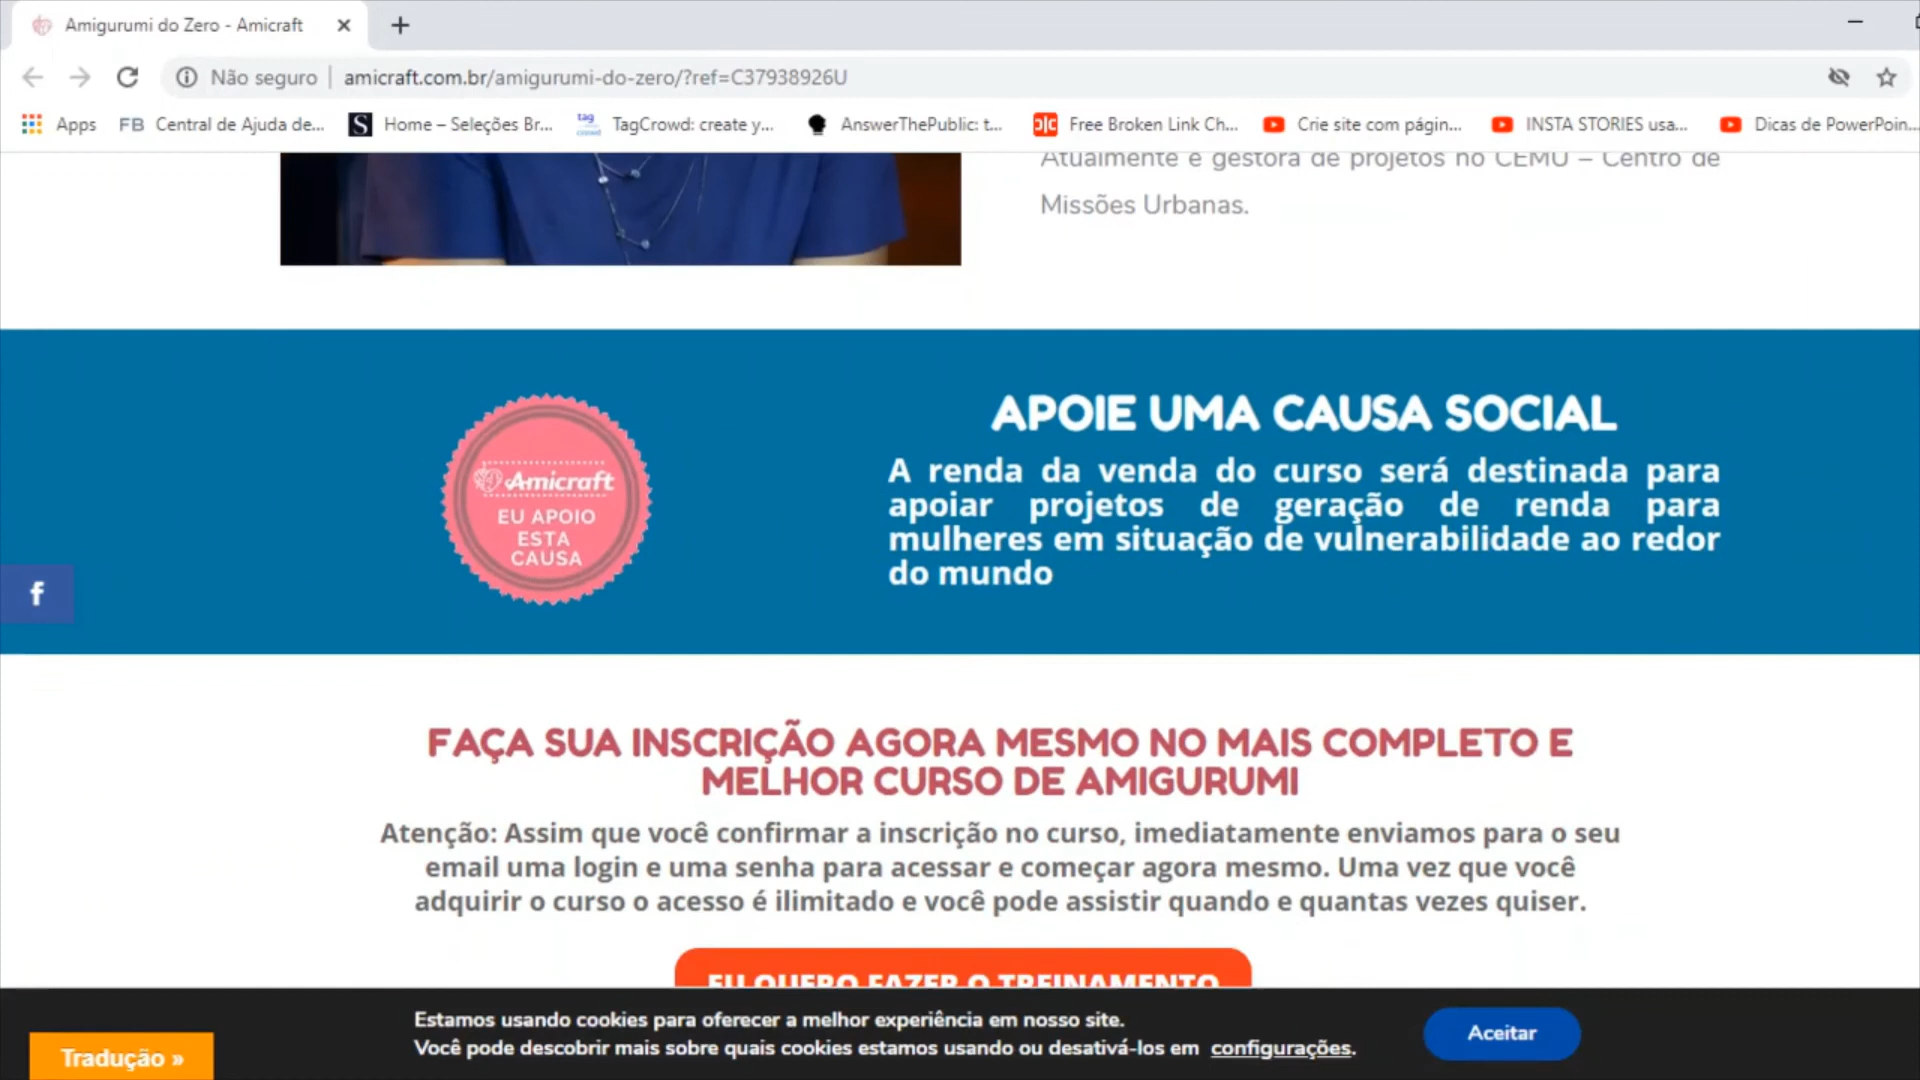 Amigurumi do Zero - Amicraft
Não seguro | amicraft.com.br/amigurumi-do-zero/?ref=C37938926U
Apps FB Central de Ajuda de... Home – Seleções Br... TagCrowd: create y... AnswerThePublic: t... Free Broken Link Ch... Crie site com págin... INSTA STORIES usa... Dicas de PowerPoin...
Atualmente é gestora de projetos no CEMU – Centro de
Missões Urbanas.
APOIE UMA CAUSA SOCIAL
A renda da venda do curso será destinada para
apoiar projetos de geração de renda para
mulheres em situação de vulnerabilidade ao redor
do mundo
Amicraft
EU APOIO
ESTA
CAUSA
f
FAÇA SUA INSCRIÇÃO AGORA MESMO NO MAIS COMPLETO E
MELHOR CURSO DE AMIGURUMI
Atenção: Assim que você confirmar a inscrição no curso, imediatamente enviamos para o seu
email uma login e uma senha para acessar e começar agora mesmo. Uma vez que você
adquirir o curso o acesso é ilimitado e você pode assistir quando e quantas vezes quiser.
EU QUERO FAZER O TREINAMENTO
Estamos usando cookies para oferecer a melhor experiência em nosso site.
Você pode descobrir mais sobre quais cookies estamos usando ou desativá-los em configurações.
Aceitar
Tradução »